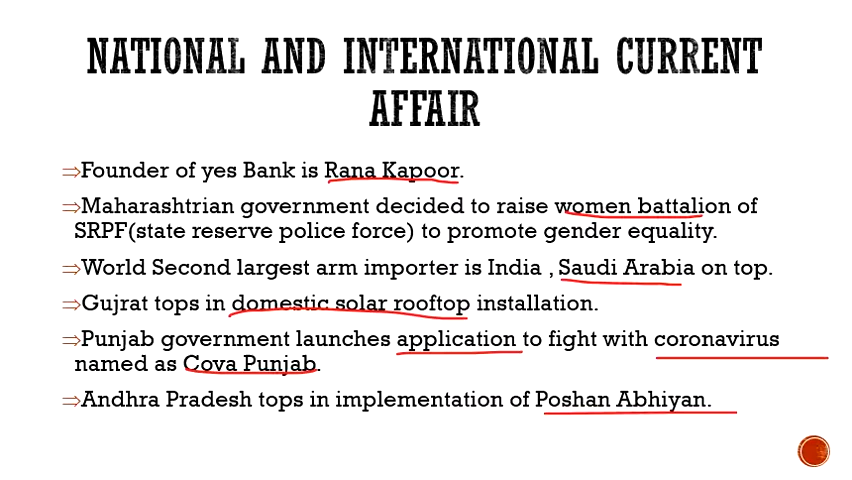 NATIONAL AND INTERNATIONAL CURRENT
AFFAIR
⇒Founder of yes Bank is Rana Kapoor.
⇒Maharashtrian government decided to raise women battalion of
SRPF(state reserve police force) to promote gender equality.
⇒World Second largest arm importer is India , Saudi Arabia on top.
⇒Gujrat tops in domestic solar rooftop installation.
⇒Punjab government launches application to fight with coronavirus
named as Cova Punjab.
⇒Andhra Pradesh tops in implementation of Poshan Abhiyan.